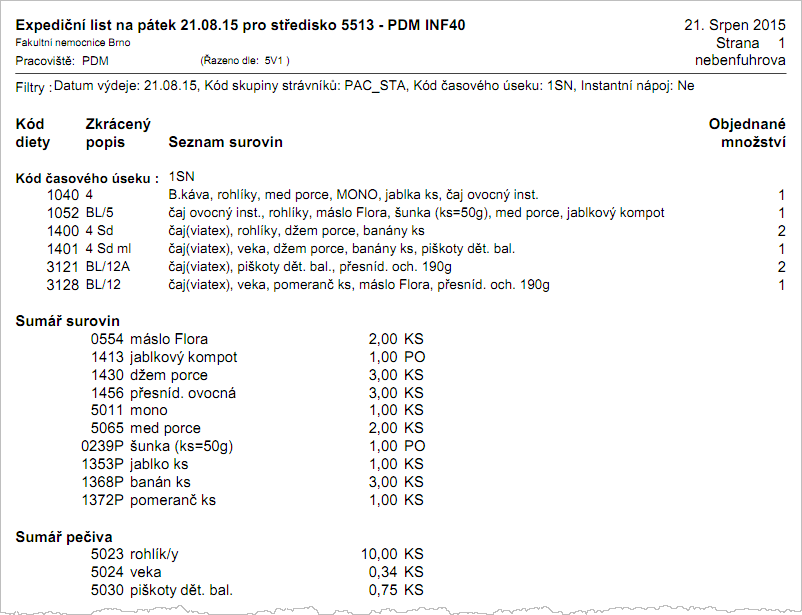 Expediční list na pátek 21.08.15 pro středisko 5513 - PDM INF40 21. Srpen 2015
Fakultní nemocnice Brno Strana 1
Pracoviště: PDM (Řazeno dle: 5V1 ) nebenfuhrova
Filtry : Datum výdeje: 21.08.15, Kód skupiny strávníků: PAC_STA, Kód časového úseku: 1SN, Instantní nápoj: Ne
Kód Zkrácený Objednané
diety popis Seznam surovin množství
Kód časového úseku : 1SN
1040 4 B.káva, rohlíky, med porce, MONO, jablka ks, čaj ovocný inst. 1
1052 BL/5 čaj ovocný inst., rohlíky, máslo Flora, šunka (ks=50g), med porce, jablkový kompot 1
1400 4 Sd čaj(viatex), rohlíky, džem porce, banány ks 2
1401 4 Sd ml čaj(viatex), veka, džem porce, banány ks, piškoty dět. bal. 1
3121 BL/12A čaj(viatex), piškoty dět. bal., přesníd. och. 190g 2
3128 BL/12 čaj(viatex), veka, pomeranč ks, máslo Flora, přesníd. och. 190g 1
Sumář surovin
0554 máslo Flora 2,00 KS
1413 jablkový kompot 1,00 PO
1430 džem porce 3,00 KS
1456 přesníd. ovocná 3,00 KS
5011 mono 1,00 KS
5065 med porce 2,00 KS
0239P šunka (ks=50g) 1,00 PO
1353P jablko ks 1,00 KS
1368P banán ks 3,00 KS
1372P pomeranč ks 1,00 KS
Sumář pečiva
5023 rohlík/y 10,00 KS
5024 veka 0,34 KS
5030 piškoty dět. bal. 0,75 KS